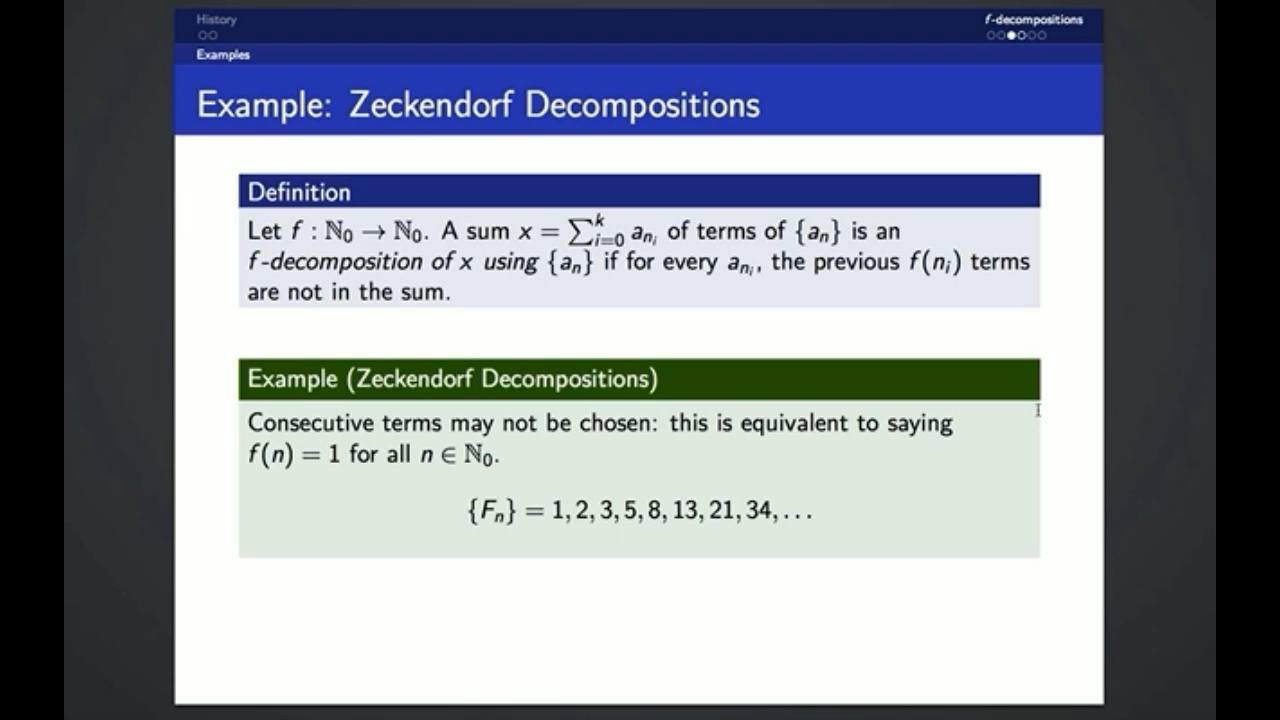 History
f-decompositions
Examples
Example: Zeckendorf Decompositions
Definition
Let f : ℕ₀ → ℕ₀. A sum x = ∑ᵢ₌₀ᵏ aₙᵢ of terms of {aₙ} is an
f-decomposition of x using {aₙ} if for every aₙᵢ, the previous f(nᵢ) terms
are not in the sum.
Example (Zeckendorf Decompositions)
Consecutive terms may not be chosen: this is equivalent to saying
f(n) = 1 for all n ∈ ℕ₀.
{Fₙ} = 1, 2, 3, 5, 8, 13, 21, 34, . . .